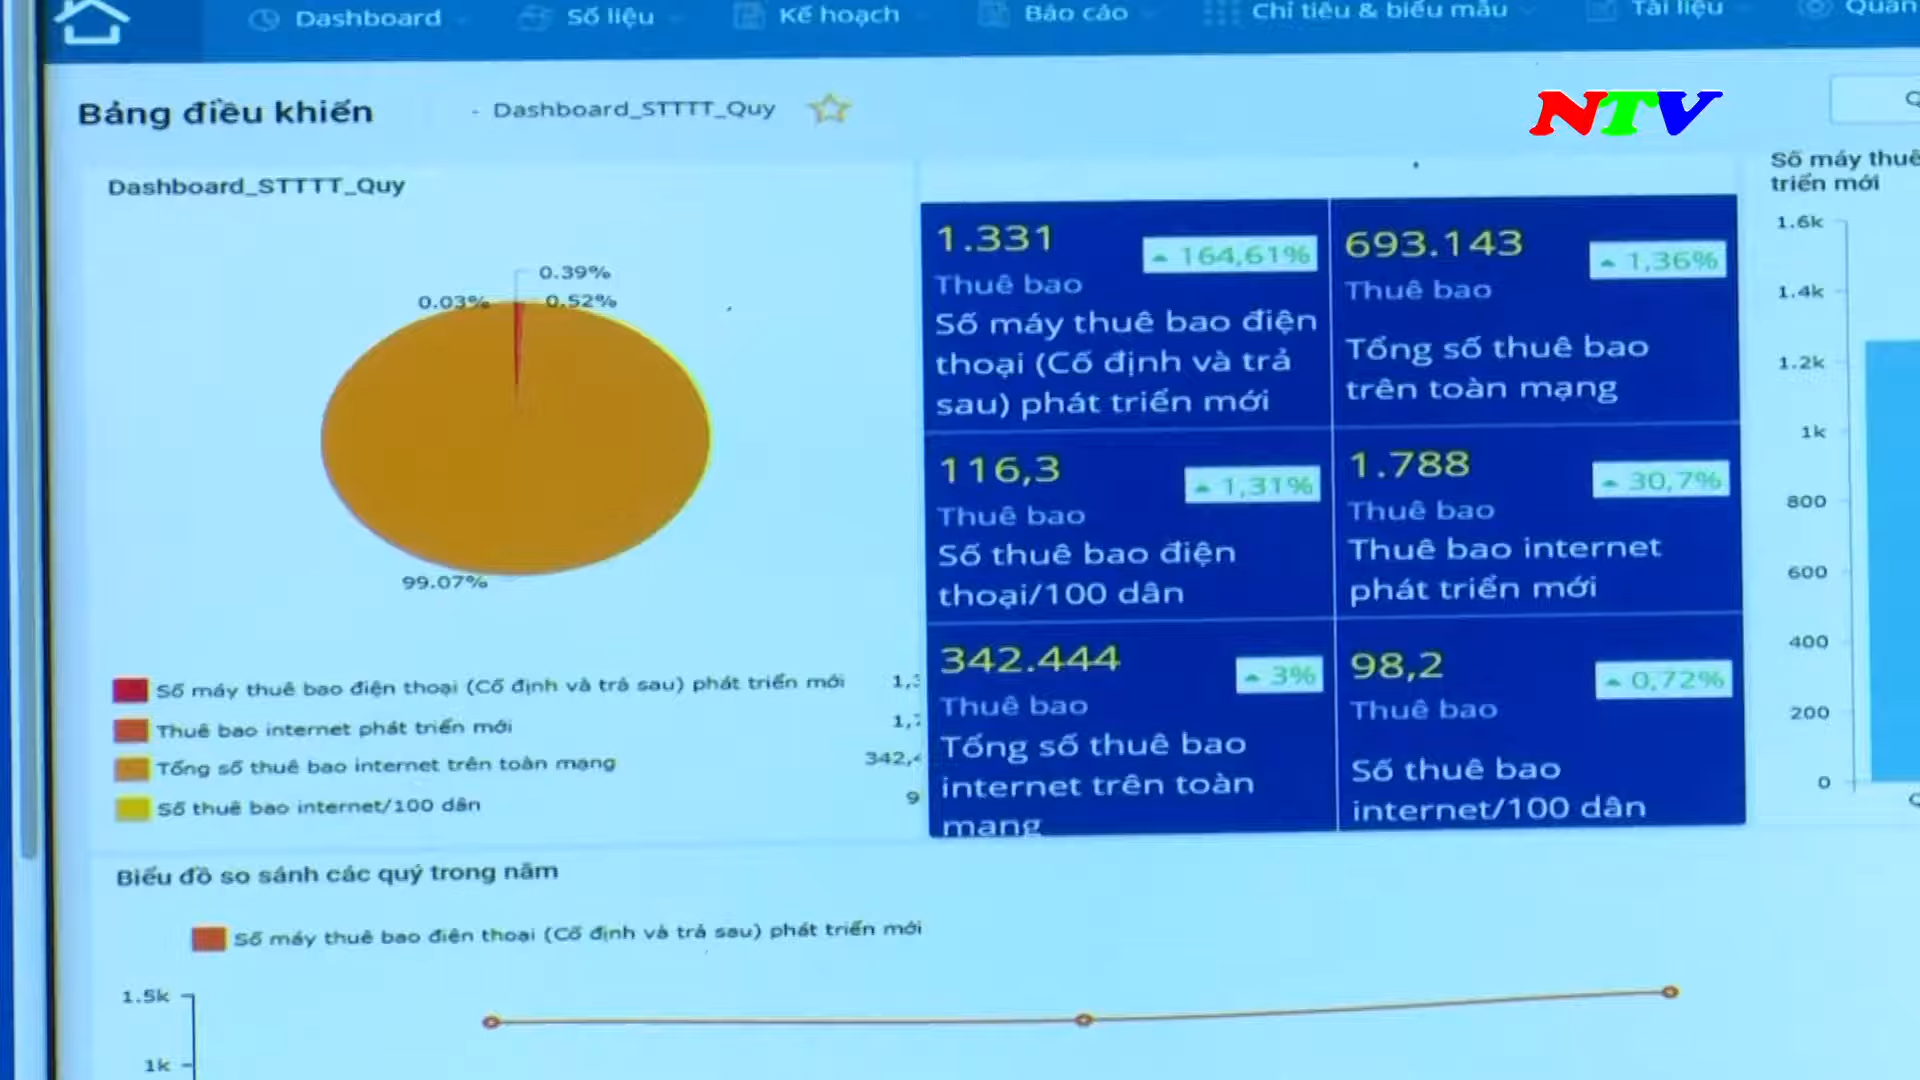 Dashboard
Số liệu
Kế hoạch
Báo cáo
Chỉ tiêu & biểu mẫu
Tài liệu
Quản
Bảng điều khiển
- Dashboard_STTTT_Quy
NTV
Dashboard_STTTT_Quy
0.39%
0.03%
0.52%
99.07%
Số máy thuê bao điện thoại (Cố định và trả sau) phát triển mới
Thuê bao internet phát triển mới
Tổng số thuê bao internet trên toàn mạng
342,4
Số thuê bao internet/100 dân
9
1.331
164,61%
Thuê bao
Số máy thuê bao điện
thoại (Cố định và trả
sau) phát triển mới
693.143
1,36%
Thuê bao
Tổng số thuê bao
trên toàn mạng
116,3
1,31%
Thuê bao
Số thuê bao điện
thoại/100 dân
1.788
30,7%
Thuê bao
Thuê bao internet
phát triển mới
342.444
3%
Thuê bao
Tổng số thuê bao
internet trên toàn
mạng
98,2
0,72%
Thuê bao
Số thuê bao
internet/100 dân
Số máy thuê
triển mới
1.6k
1.4k
1.2k
1k
800
600
400
200
0
Biểu đồ so sánh các quý trong năm
Số máy thuê bao điện thoại (Cố định và trả sau) phát triển mới
1.5k
1k